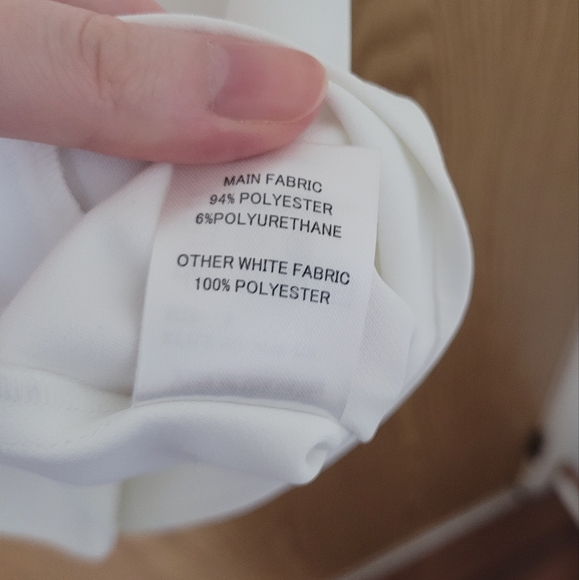 MAIN FABRIC
94% POLYESTER
6%POLYURETHANE
OTHER WHITE FABRIC
100% POLYESTER